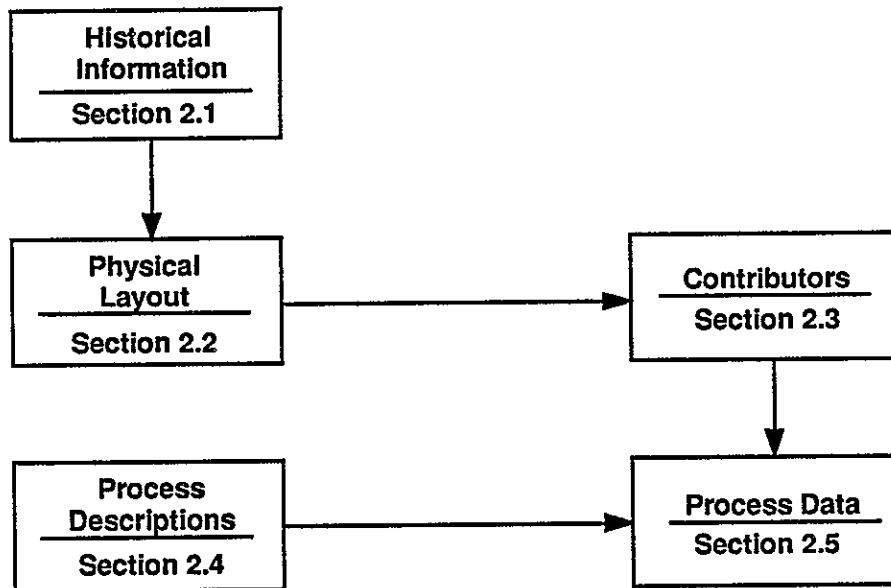 Historical
Information
Section 2.1
Physical
Layout
Section 2.2
Contributors
Section 2.3
Process
Descriptions
Section 2.4
Process Data
Section 2.5